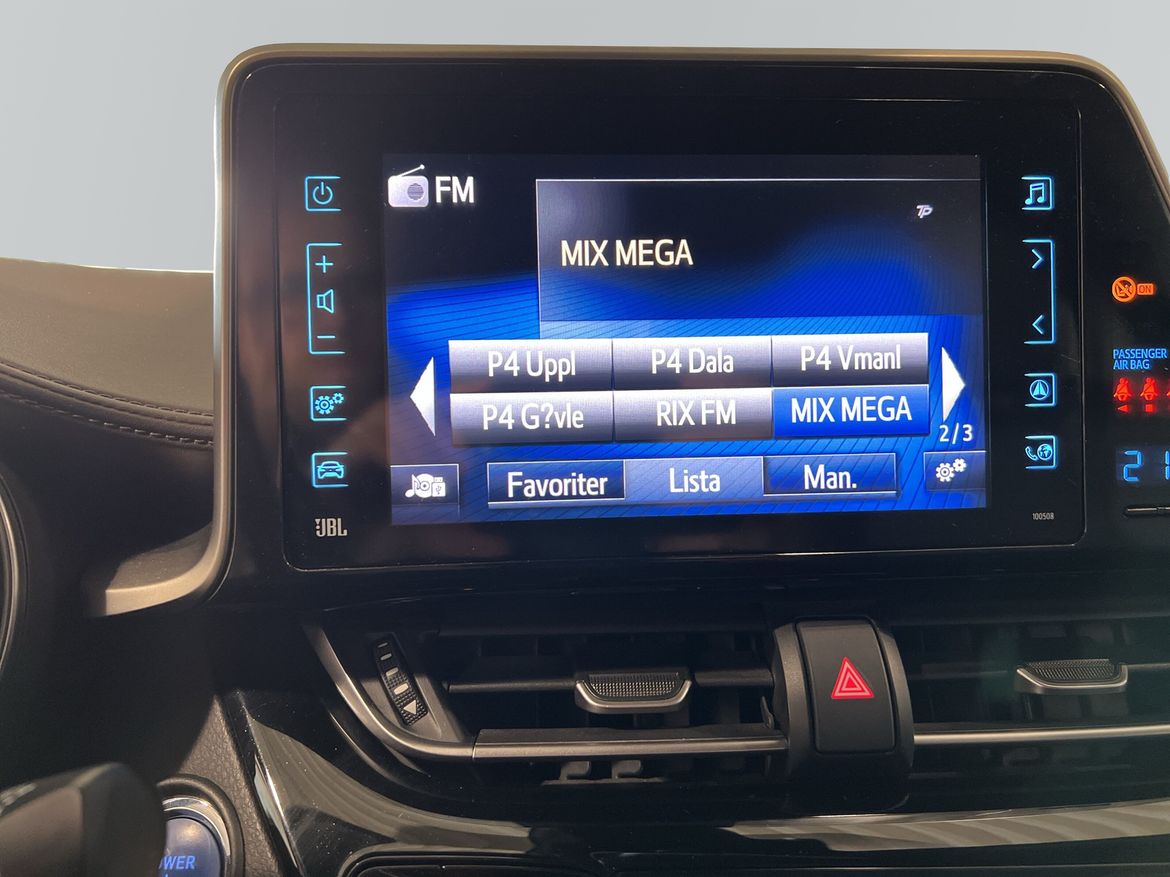 FM
TP
MIX MEGA
P4 Uppl P4 Dala P4 Vmanl
P4 G?vle RIX FM MIX MEGA
2/3
Favoriter Lista Man.
JBL
100508
ON
PASSENGER
AIR BAG
21
OWER